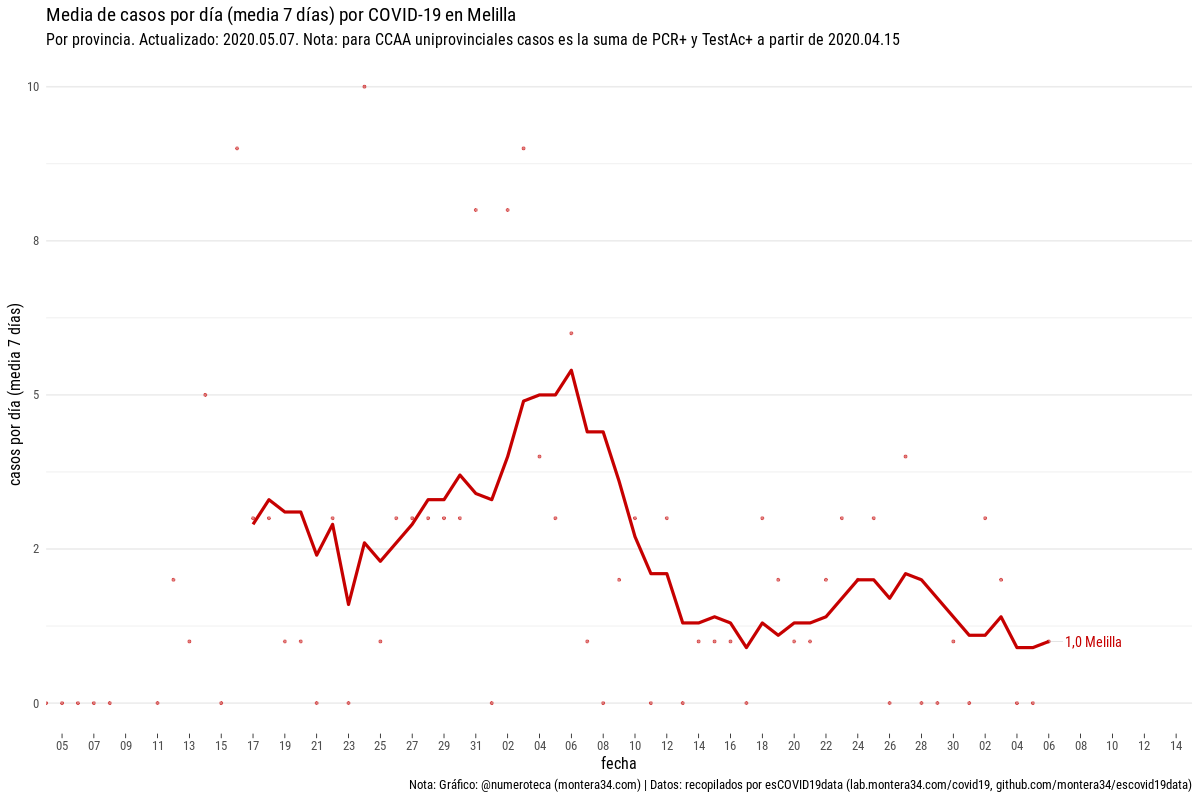 Media de casos por día (media 7 días) por COVID-19 en Melilla
Por provincia. Actualizado: 2020.05.07. Nota: para CCAA uniprovinciales casos es la suma de PCR+ y TestAc+ a partir de 2020.04.15
10
8
5
2
0
casos por día (media 7 días)
1,0 Melilla
05 07 09 11 13 15 17 19 21 23 25 27 29 31 02 04 06 08 10 12 14 16 18 20 22 24 26 28 30 02 04 06 08 10 12 14
fecha
Nota: Gráfico: @numeroteca (montera34.com) | Datos: recopilados por esCOVID19data (lab.montera34.com/covid19, github.com/montera34/escovid19data)